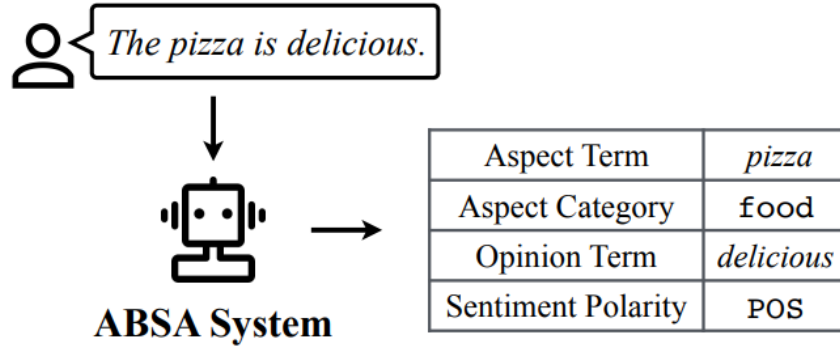 The pizza is delicious.
ABSA System
Aspect Term pizza
Aspect Category food
Opinion Term delicious
Sentiment Polarity POS